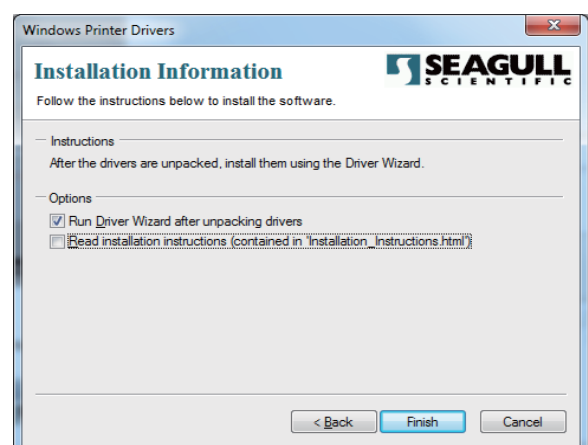 Windows Printer Drivers
Installation Information
SEAGULL
SCIENTIFIC
Follow the instructions below to install the software.
Instructions
After the drivers are unpacked, install them using the Driver Wizard.
Options
Run Driver Wizard after unpacking drivers
Read installation instructions (contained in 'Installation_Instructions.html')
< Back
Finish
Cancel